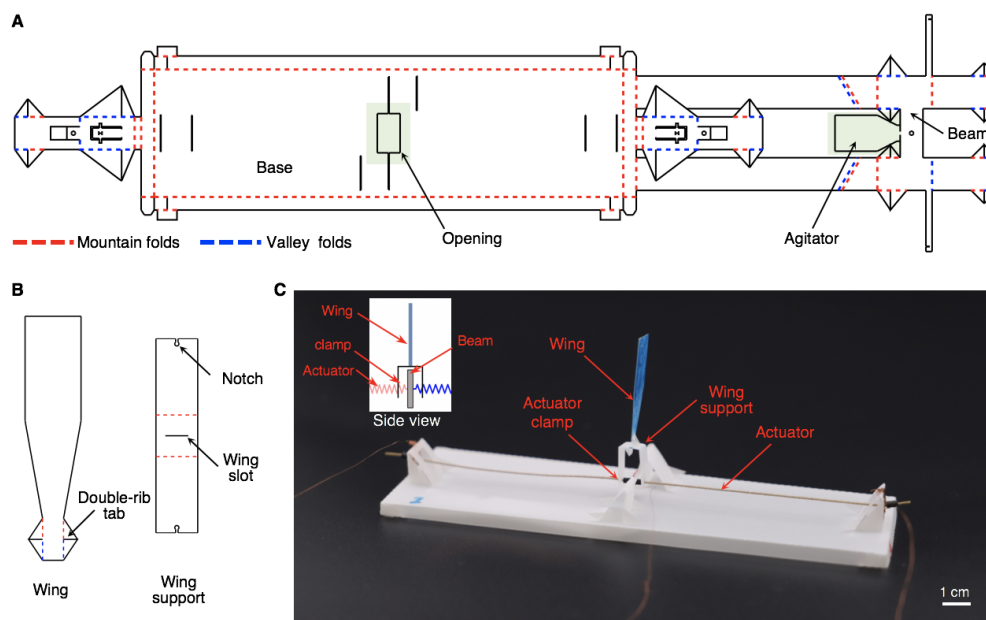 A
Base
Opening
Agitator
Beam
Mountain folds
Valley folds
B
Notch
Wing
slot
Double-rib
tab
Wing
Wing
support
C
Wing
clamp
Actuator
Beam
Side view
Wing
Wing
support
Actuator
clamp
Actuator
1 cm